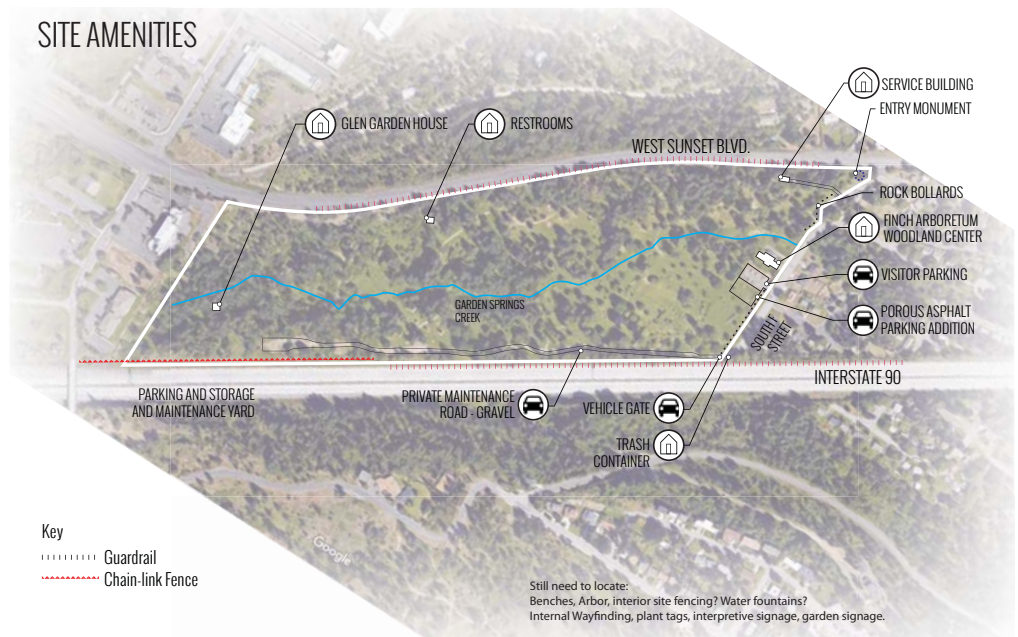 SITE AMENITIES
SERVICE BUILDING
ENTRY MONUMENT
GLEN GARDEN HOUSE
RESTROOMS
WEST SUNSET BLVD.
ROCK BOLLARDS
FINCH ARBORETUM
WOODLAND CENTER
VISITOR PARKING
GARDEN SPRINGS
CREEK
POROUS ASPHALT
PARKING ADDITION
SOUTH F
STREET
INTERSTATE 90
PARKING AND STORAGE
AND MAINTENANCE YARD
PRIVATE MAINTENANCE
ROAD - GRAVEL
VEHICLE GATE
TRASH
CONTAINER
Key
Guardrail
Chain-link Fence
Google
Still need to locate:
Benches, Arbor, interior site fencing? Water fountains?
Internal Wayfinding, plant tags, interpretive signage, garden signage.